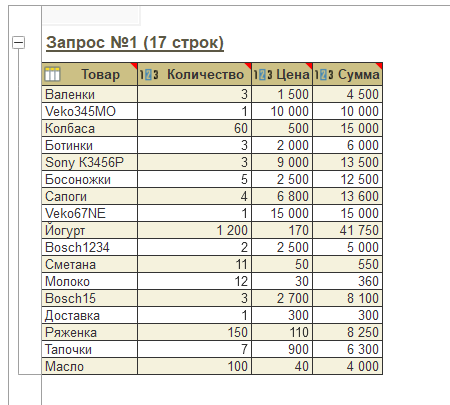 Запрос №1 (17 строк)
Товар Количество Цена Сумма
Валенки 3 1 500 4 500
Veko345MO 1 10 000 10 000
Колбаса 60 500 15 000
Ботинки 3 2 000 6 000
Sony К3456Р 3 9 000 13 500
Босоножки 5 2 500 12 500
Сапоги 4 6 800 13 600
Veko67NE 1 15 000 15 000
Йогурт 1 200 170 41 750
Bosch1234 2 2 500 5 000
Сметана 11 50 550
Молоко 12 30 360
Bosch15 3 2 700 8 100
Доставка 1 300 300
Ряженка 150 110 8 250
Тапочки 7 900 6 300
Масло 100 40 4 000